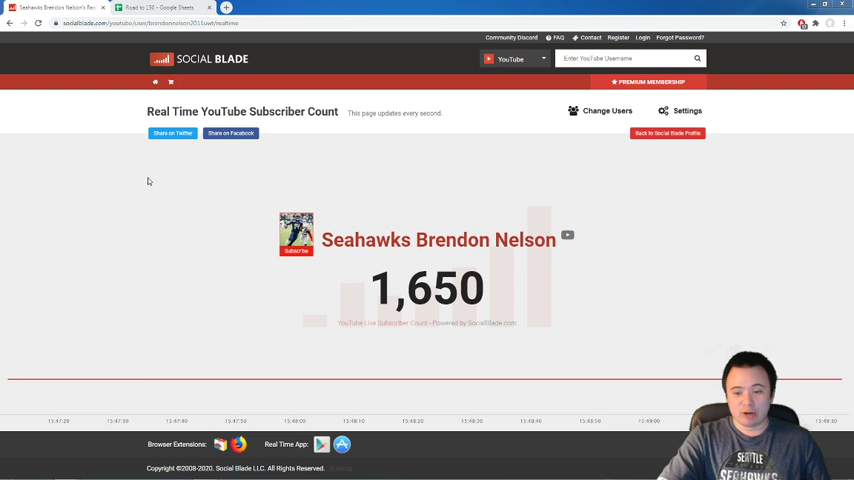 Seahawks Brendon Nelson's Rea
Road to 150 - Google Sheets
socialblade.com/youtube/user/brendonnelson2011uwt/realtime
Community Discord
FAQ
Contact
Register
Login
Forgot Password?
SOCIAL BLADE
YouTube
Enter YouTube Username
PREMIUM MEMBERSHIP
Real Time YouTube Subscriber Count
This page updates every second.
Change Users
Settings
Share on Twitter
Share on Facebook
Back to Social Blade Profile
Seahawks Brendon Nelson
Subscribe
1,650
YouTube Live Subscriber Count - Powered by SocialBlade.com
15:47:20
15:47:30
15:47:40
15:47:50
15:48:00
15:48:10
15:48:20
15:48:30
15:48:40
15:48:50
15:49:00
15:49:30
Browser Extensions:
Real Time App:
Copyright ©2008-2020. Social Blade LLC. All Rights Reserved.
SEATTLE
SEAHAWKS